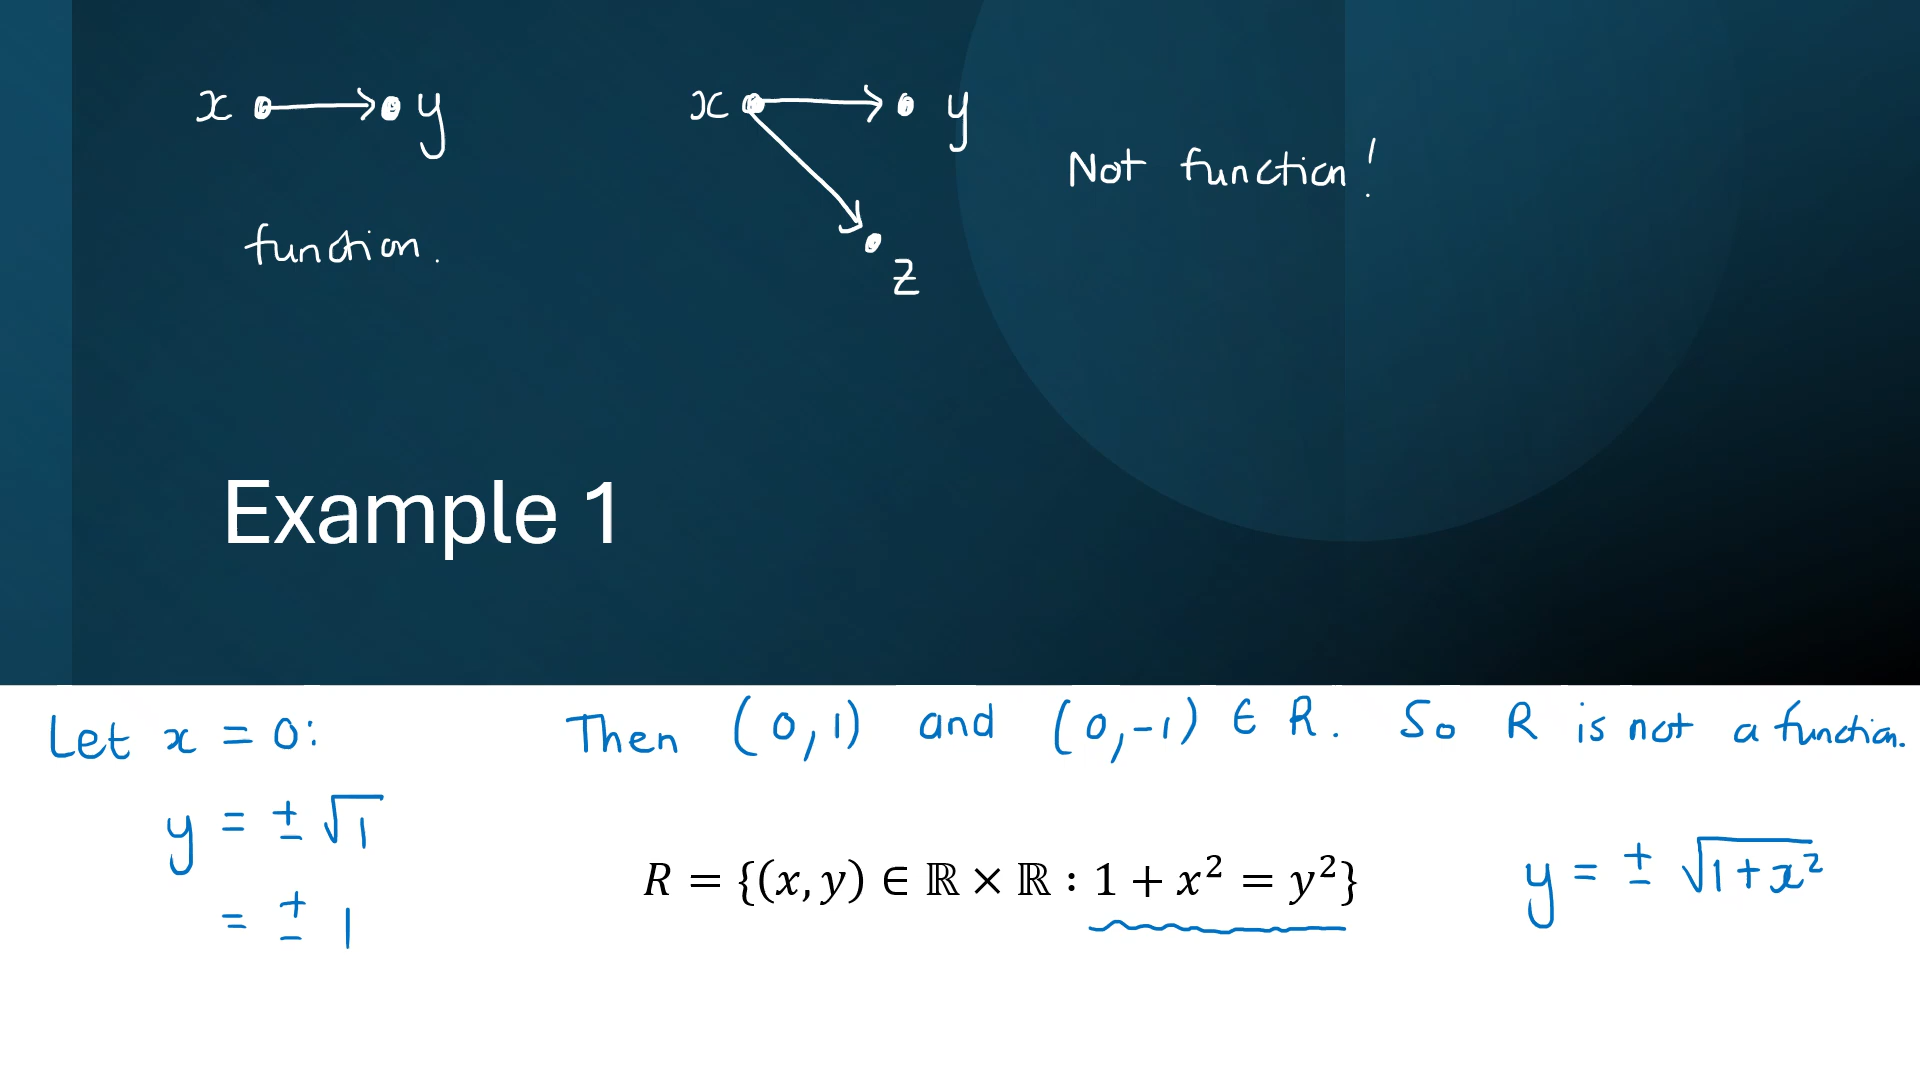 x y
function.
x y
z
Not function!
Example 1
Let x = 0:
y = ± √1
= ± 1
Then (0,1) and (0,-1) ∈ R. So R is not a function.
R = {(x, y) ∈ ℝ × ℝ : 1 + x² = y²}
y = ± √1+x²